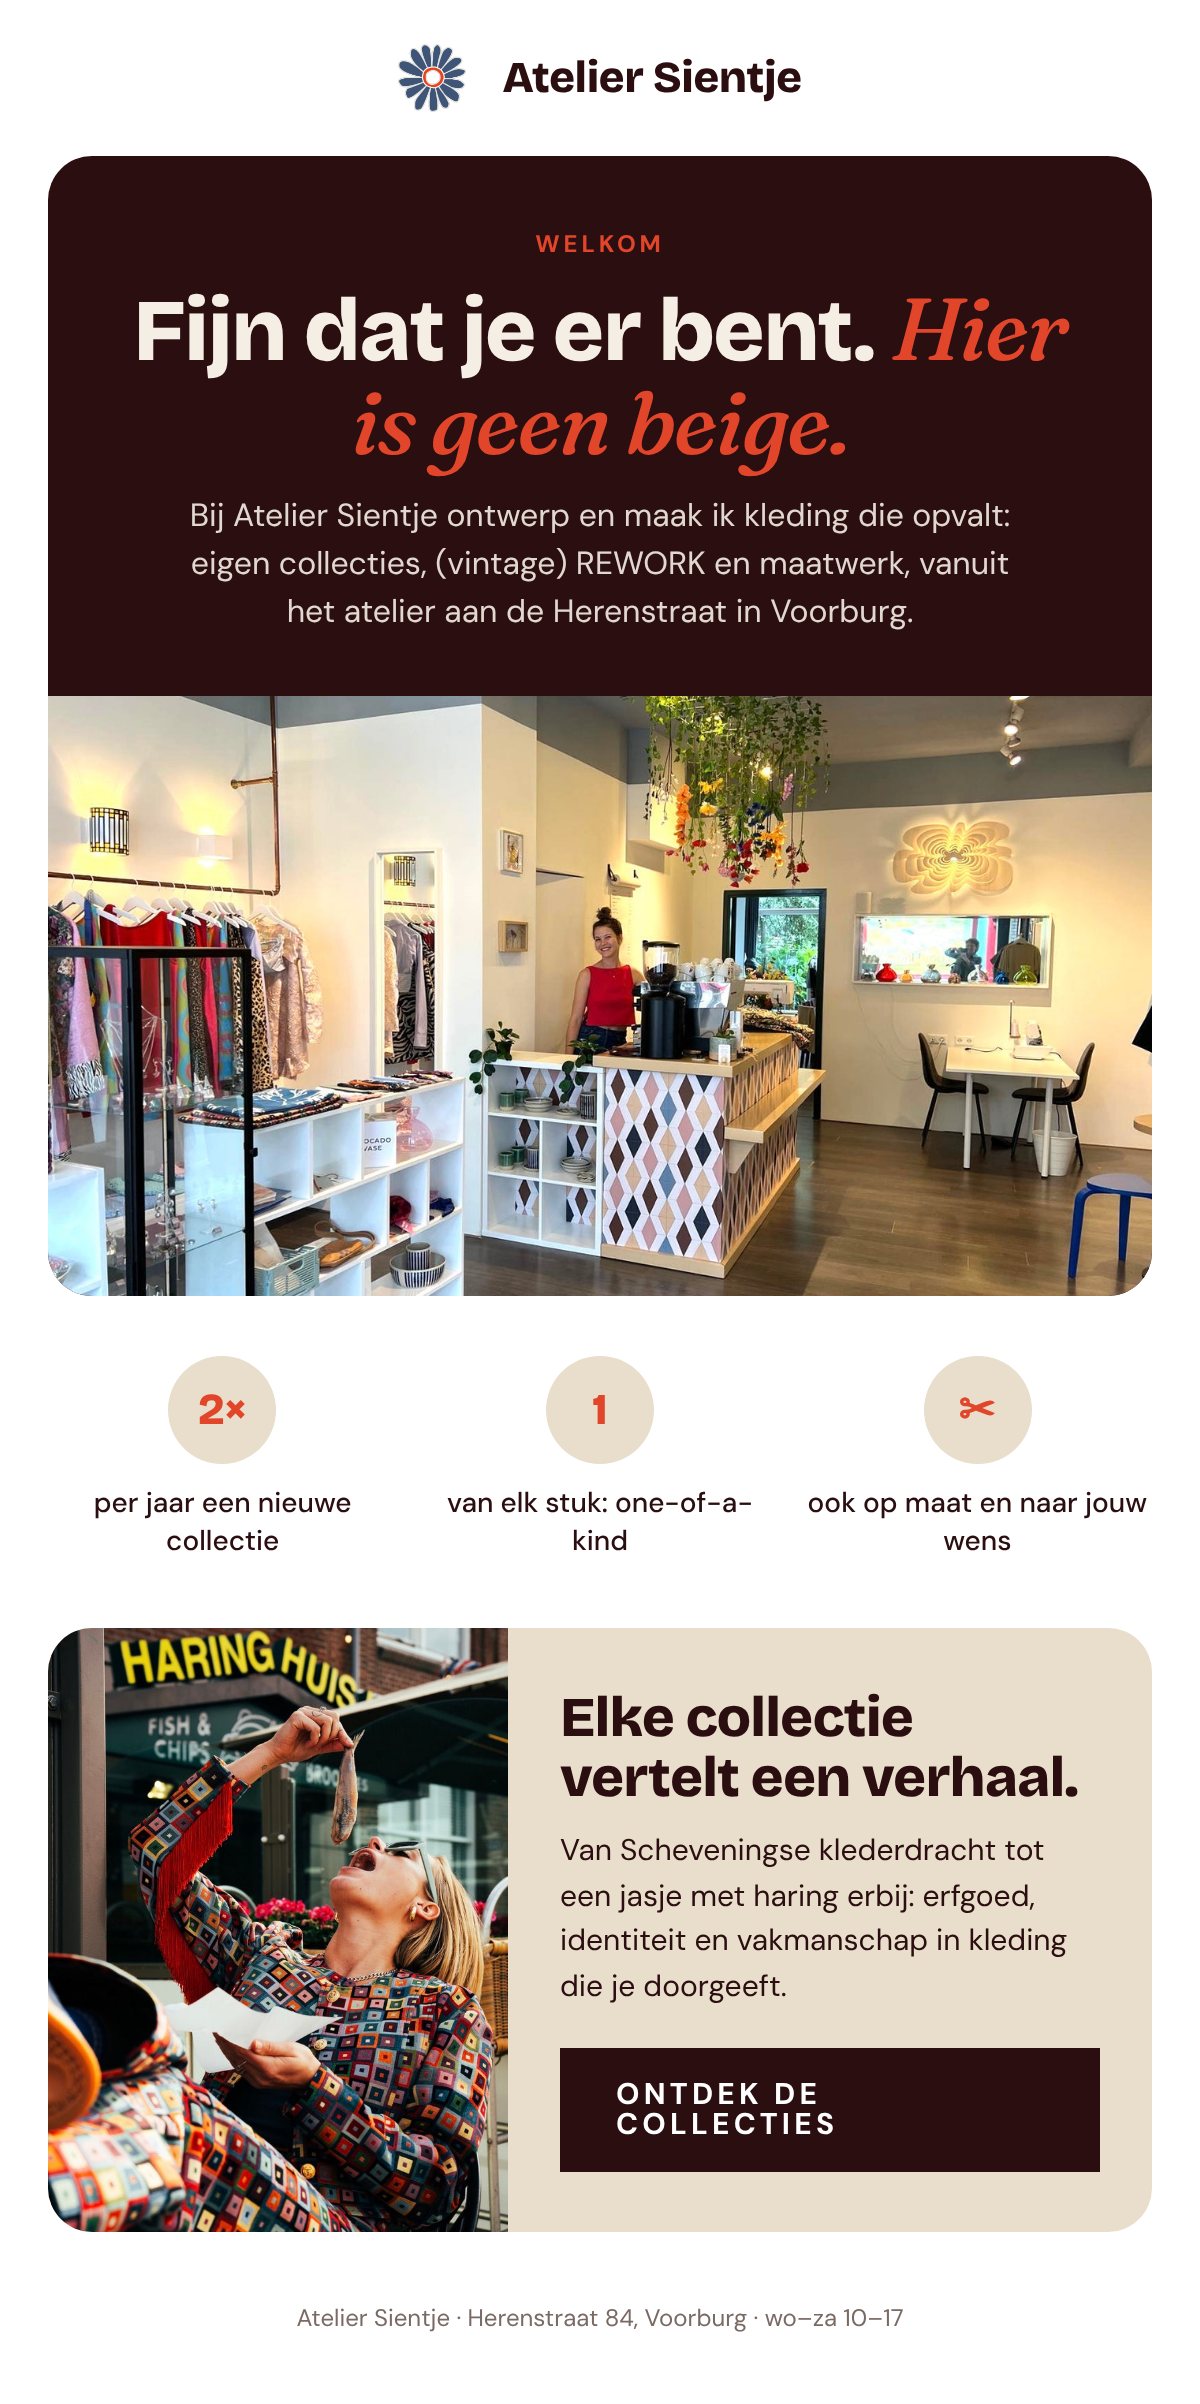 Atelier Sientje
WELKOM
Fijn dat je er bent. Hier
is geen beige.
Bij Atelier Sientje ontwerp en maak ik kleding die opvalt:
eigen collecties, (vintage) REWORK en maatwerk, vanuit
het atelier aan de Herenstraat in Voorburg.
OCADO
VASE
2×
per jaar een nieuwe
collectie
1
van elk stuk: one-of-a-
kind
✂
ook op maat en naar jouw
wens
HARING HUIS
FISH &
CHIPS
Elke collectie
vertelt een verhaal.
Van Scheveningse klederdracht tot
een jasje met haring erbij: erfgoed,
identiteit en vakmanschap in kleding
die je doorgeeft.
ONTDEK DE
COLLECTIES
Atelier Sientje · Herenstraat 84, Voorburg · wo–za 10–17